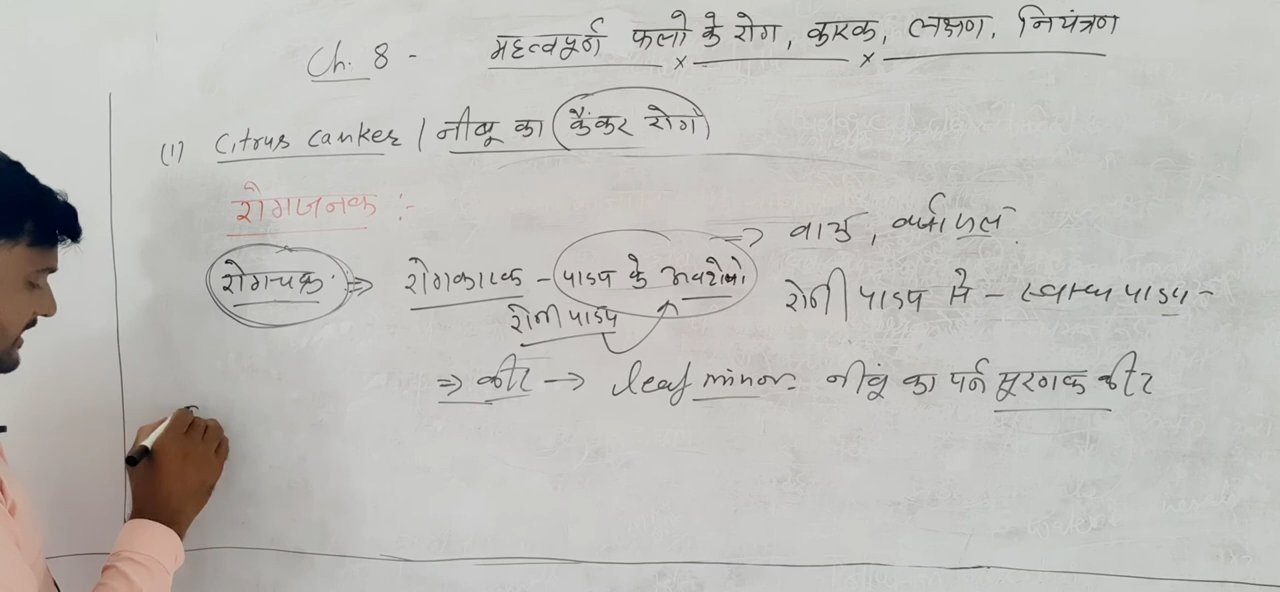 Ch. 8 - महत्वपूर्ण फलो के रोग, कारक, लक्षण, नियंत्रण
(1) Citrus canker / नीबू का (कैंकर रोग)
रोगजनक :-
⇒ वायु, वर्षा जल
रोगचक्र ⇒ रोगकारक - पादप के अवशेषो रोगी पादप से - स्वस्थ पादप -
रोगी पादप
⇒ कीट → leaf minor नीबू का पर्न सूरगक कीट